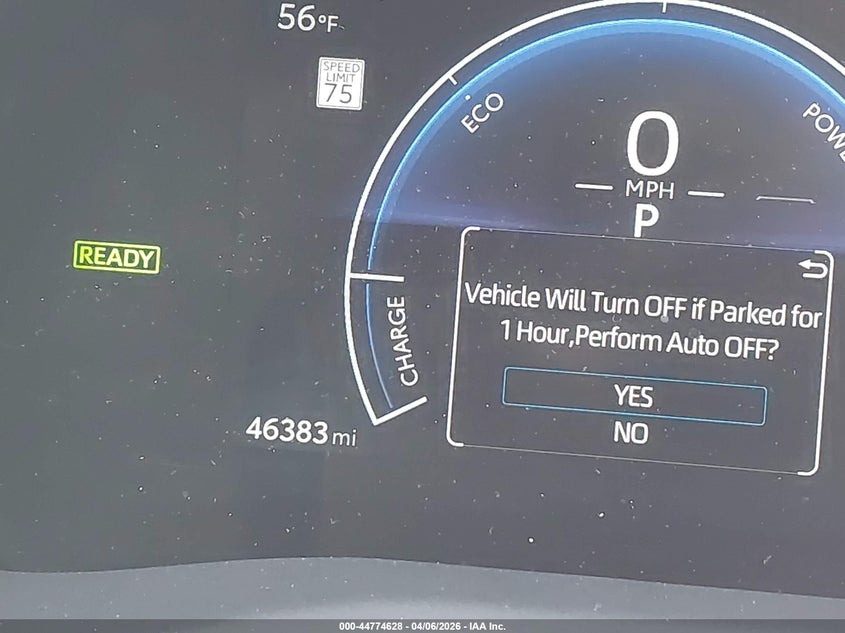 56°F
SPEED
LIMIT
75
ECO
POWE
0
MPH
P
READY
CHARGE
Vehicle Will Turn OFF if Parked for
1 Hour,Perform Auto OFF?
YES
NO
46383 mi
000-44774628 - 04/06/2026 - IAA Inc.